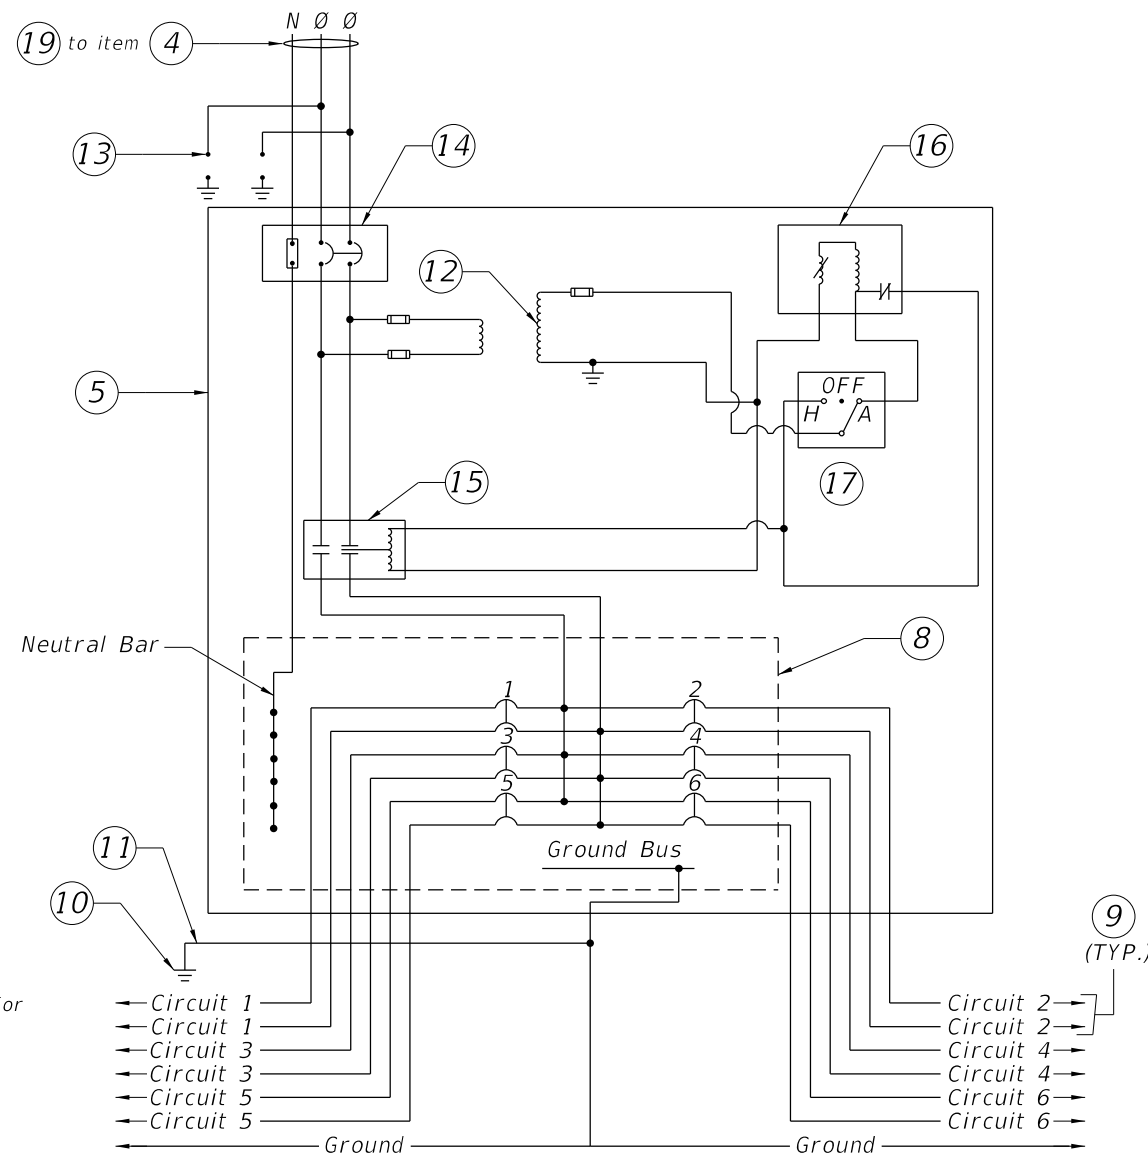 N Ø Ø
19 to item 4
13
14
16
12
5
OFF
H A
17
15
Neutral Bar
8
1 2
3 4
5 6
Ground Bus
11
10
9
(TYP.)
Circuit 1 Circuit 2
Circuit 1 Circuit 2
Circuit 3 Circuit 4
Circuit 3 Circuit 4
Circuit 5 Circuit 6
Circuit 5 Circuit 6
Ground Ground